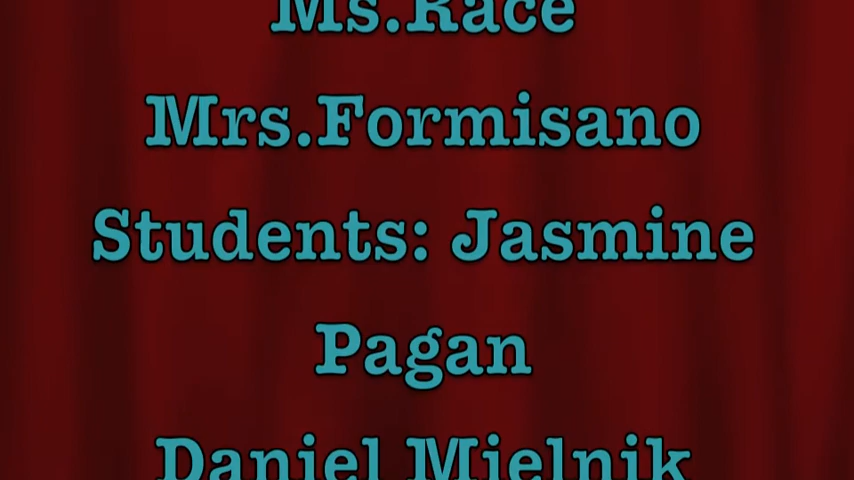 Ms.Race
Mrs.Formisano
Students: Jasmine
Pagan
Daniel Mielnik